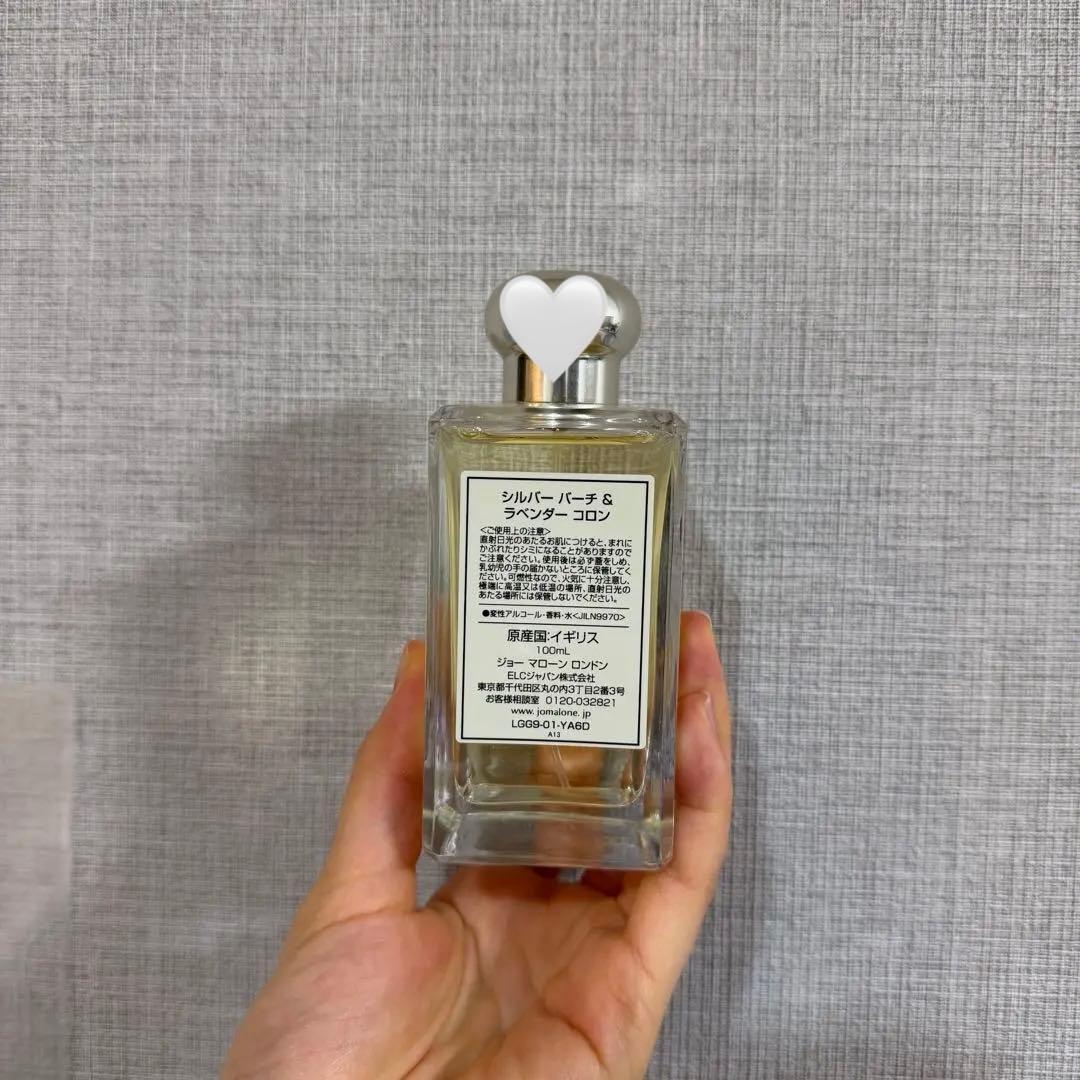 シルバー バーチ &
ラベンダー コロン
<ご使用上の注意>
直射日光のあたるお肌につけると、まれに
かぶれたりシミになることがありますので
ご注意ください。使用後は必ず蓋をしめ、
乳幼児の手の届かないところに保管してく
ださい。可燃性なので、火気に十分注意し、
極端に高温又は低温の場所、直射日光の
あたる場所には保管しないでください。
●変性アルコール・香料・水<JILN9970>
原産国:イギリス
100mL
ジョー マローン ロンドン
ELCジャパン株式会社
東京都千代田区丸の内3丁目2番3号
お客様相談室 0120-032821
www.jomalone.jp
LGG9-01-YA6D
A13